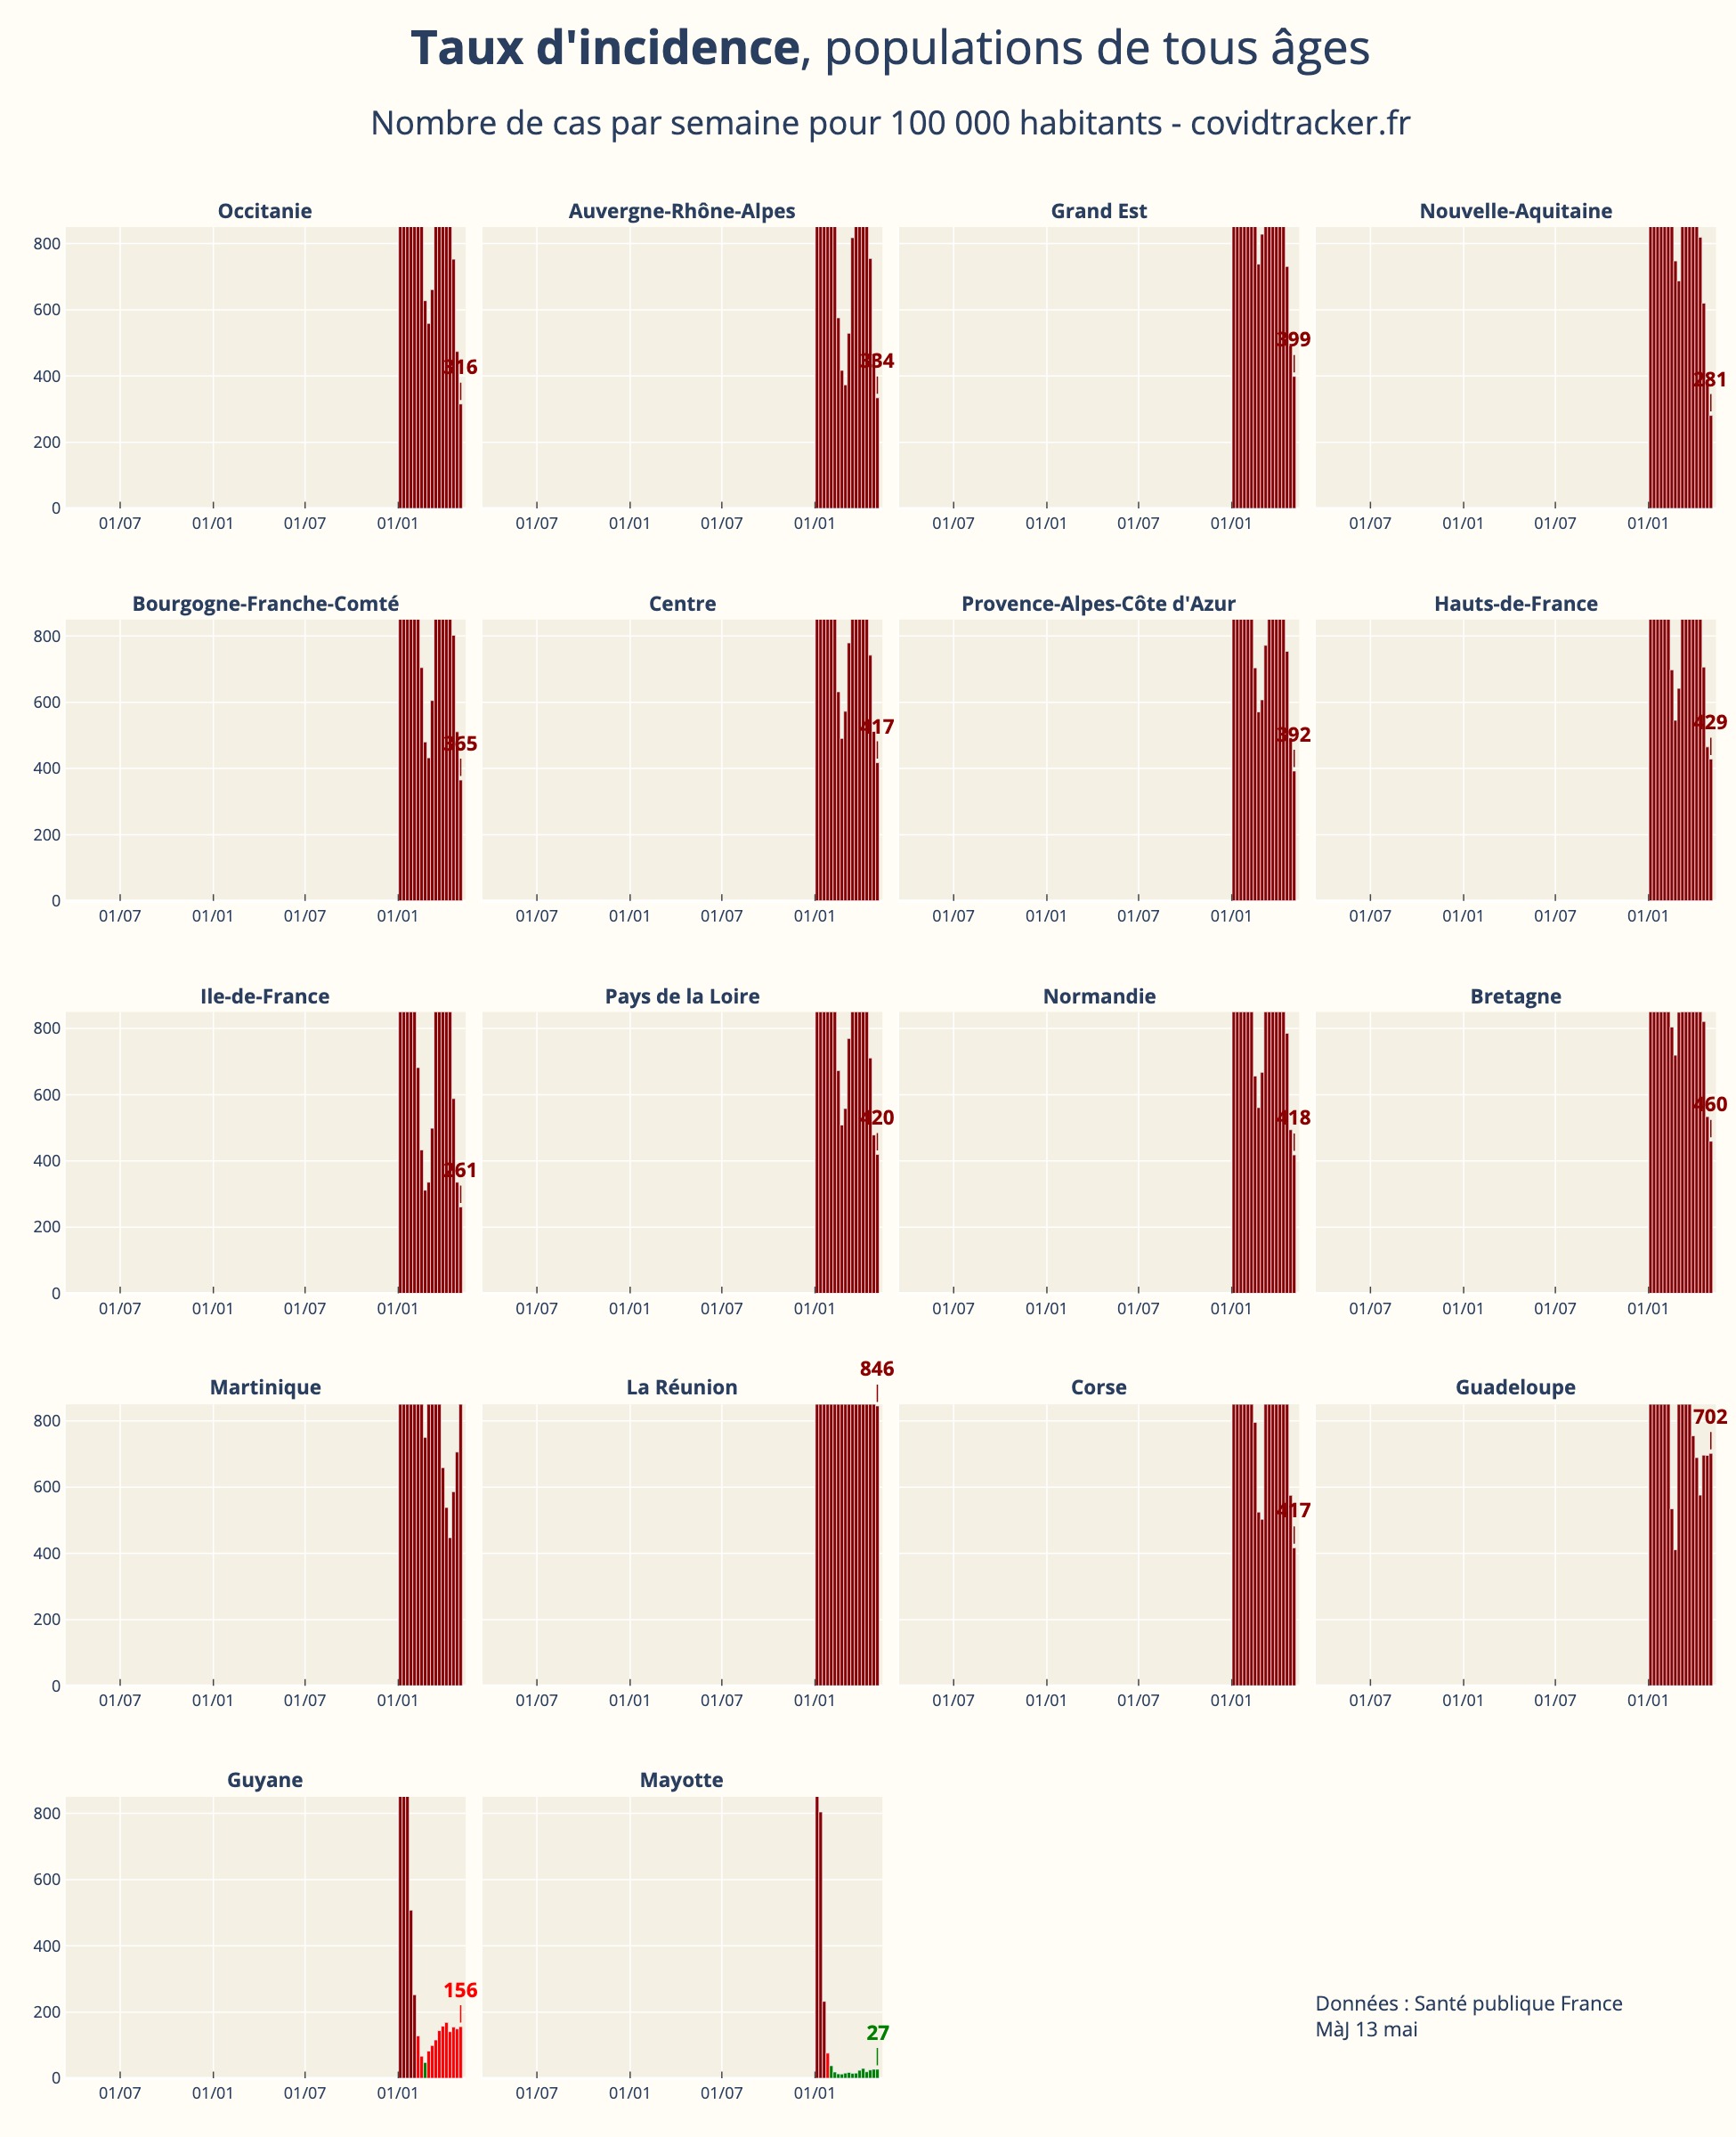 Taux d'incidence, populations de tous âges
Nombre de cas par semaine pour 100 000 habitants - covidtracker.fr
Occitanie
Auvergne-Rhône-Alpes
Grand Est
Nouvelle-Aquitaine
800
600
400
200
0
316
334
399
281
01/07 01/01 01/07 01/01
01/07 01/01 01/07 01/01
01/07 01/01 01/07 01/01
01/07 01/01 01/07 01/01
Bourgogne-Franche-Comté
Centre
Provence-Alpes-Côte d'Azur
Hauts-de-France
800
600
400
200
0
365
417
392
429
01/07 01/01 01/07 01/01
01/07 01/01 01/07 01/01
01/07 01/01 01/07 01/01
01/07 01/01 01/07 01/01
Ile-de-France
Pays de la Loire
Normandie
Bretagne
800
600
400
200
0
261
420
418
460
01/07 01/01 01/07 01/01
01/07 01/01 01/07 01/01
01/07 01/01 01/07 01/01
01/07 01/01 01/07 01/01
Martinique
La Réunion
Corse
Guadeloupe
800
600
400
200
0
846
417
702
01/07 01/01 01/07 01/01
01/07 01/01 01/07 01/01
01/07 01/01 01/07 01/01
01/07 01/01 01/07 01/01
Guyane
Mayotte
800
600
400
200
0
156
27
01/07 01/01 01/07 01/01
01/07 01/01 01/07 01/01
Données : Santé publique France
MàJ 13 mai